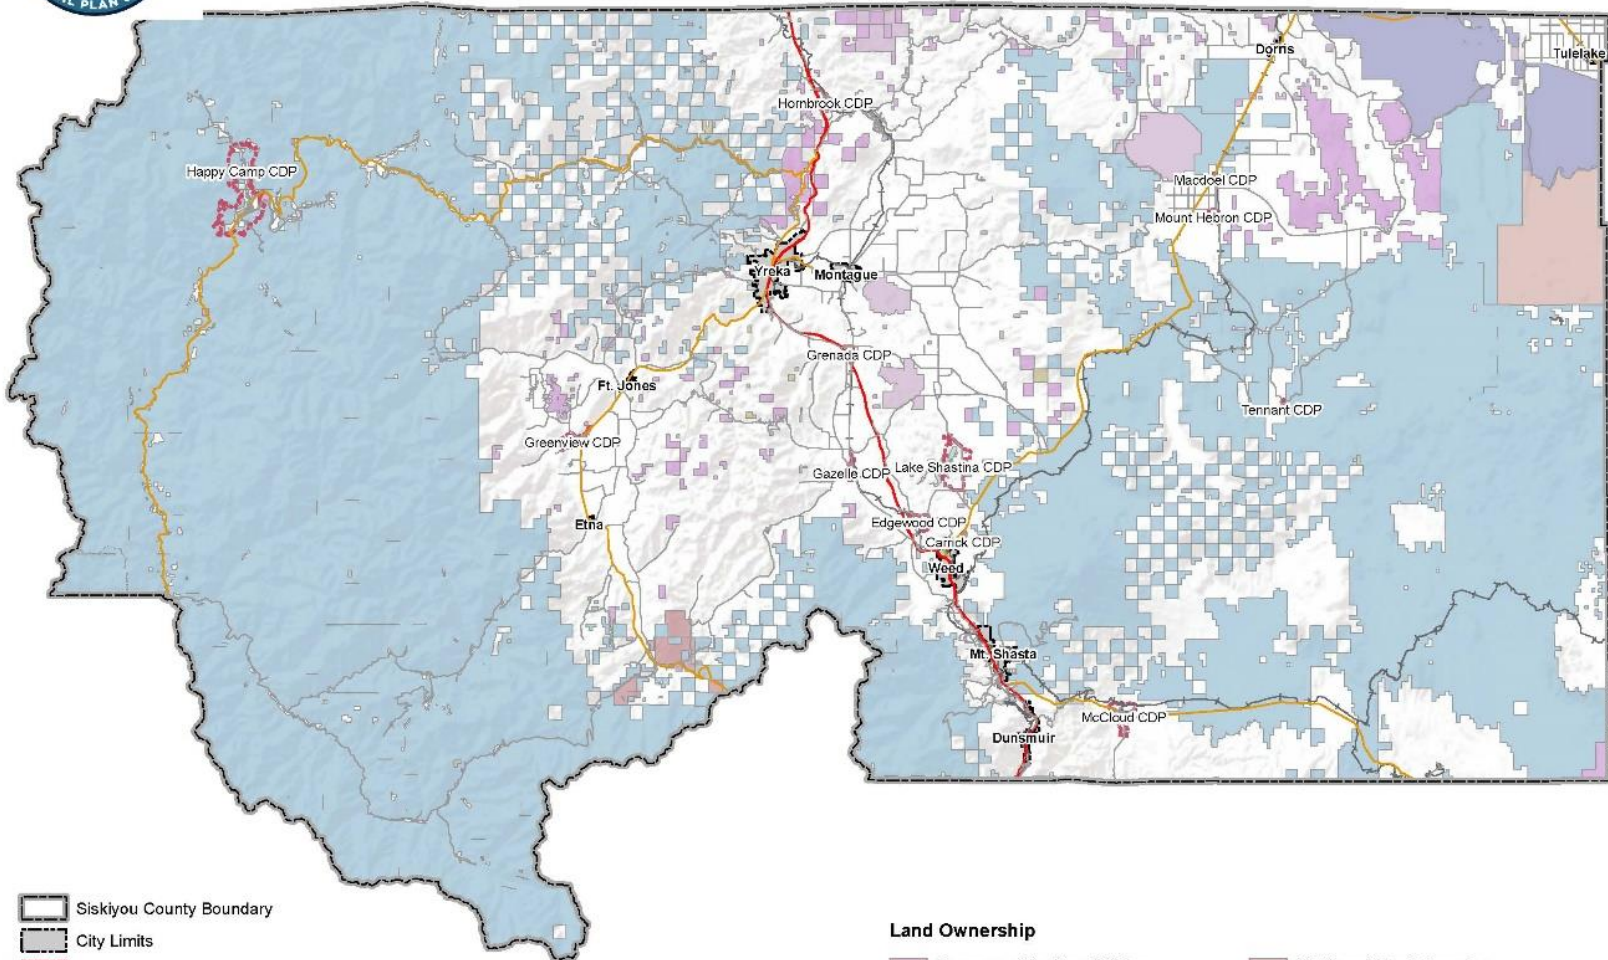 IL PLAN
Dorris
Tulelake
Hornbrook CDP
Happy Camp CDP
Macdoel CDP
Mount Hebron CDP
Yreka
Montague
Grenada CDP
Ft. Jones
Tennant CDP
Greenview CDP
Gazelle CDP
Lake Shastina CDP
Etna
Edgewood CDP
Carrick CDP
Weed
Mt. Shasta
McCloud CDP
Dunsmuir
Siskiyou County Boundary
City Limits
Land Ownership